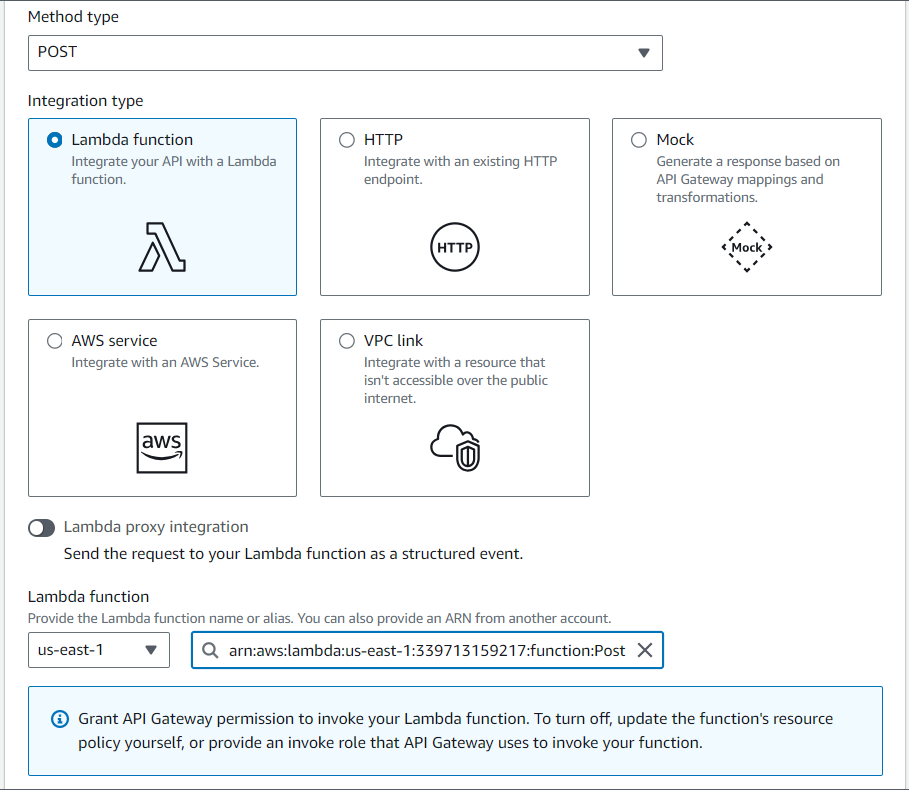 Method type
POST
Integration type
Lambda function
Integrate your API with a Lambda
function.
HTTP
Integrate with an existing HTTP
endpoint.
HTTP
Mock
Generate a response based on
API Gateway mappings and
transformations.
Mock
AWS service
Integrate with an AWS Service.
aws
VPC link
Integrate with a resource that
isn't accessible over the public
internet.
Lambda proxy integration
Send the request to your Lambda function as a structured event.
Lambda function
Provide the Lambda function name or alias. You can also provide an ARN from another account.
us-east-1
arn:aws:lambda:us-east-1:339713159217:function:Post
Grant API Gateway permission to invoke your Lambda function. To turn off, update the function's resource
policy yourself, or provide an invoke role that API Gateway uses to invoke your function.